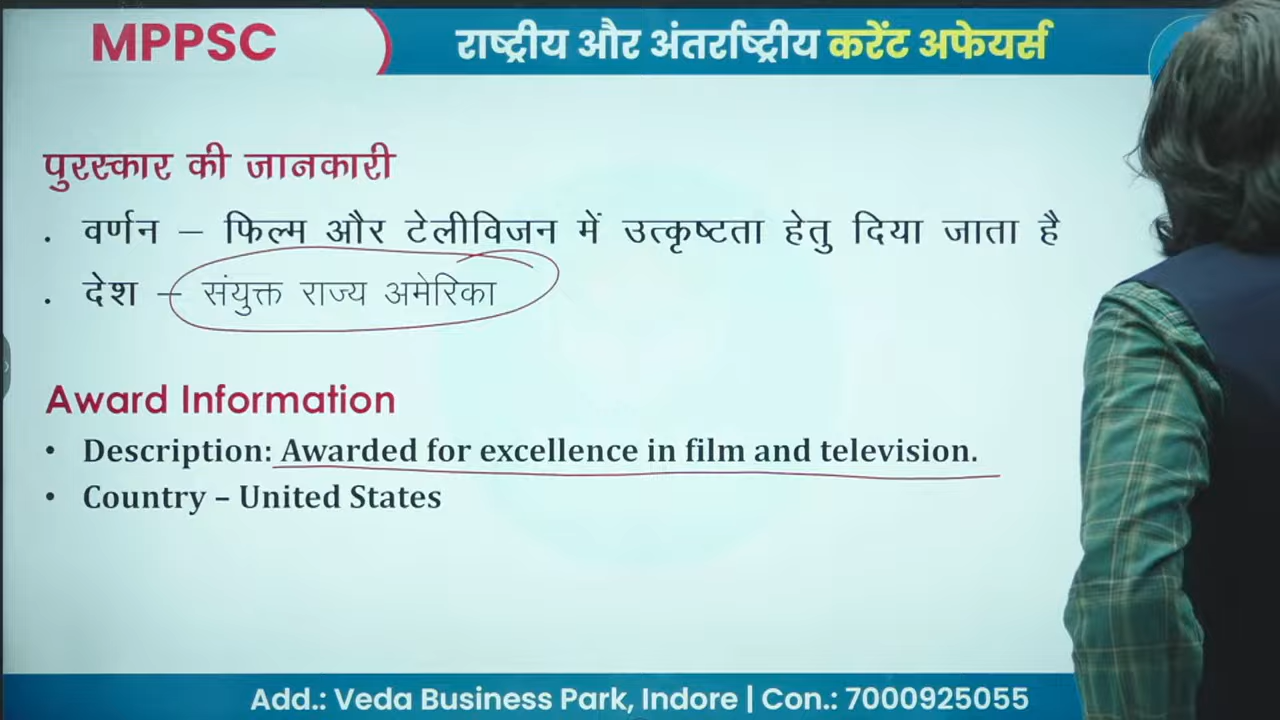 MPPSC
राष्ट्रीय और अंतर्राष्ट्रीय करेंट अफेयर्स
पुरस्कार की जानकारी
. वर्णन – फिल्म और टेलीविजन में उत्कृष्टता हेतु दिया जाता है
. देश – संयुक्त राज्य अमेरिका
Award Information
• Description: Awarded for excellence in film and television.
• Country – United States
Add.: Veda Business Park, Indore | Con.: 7000925055